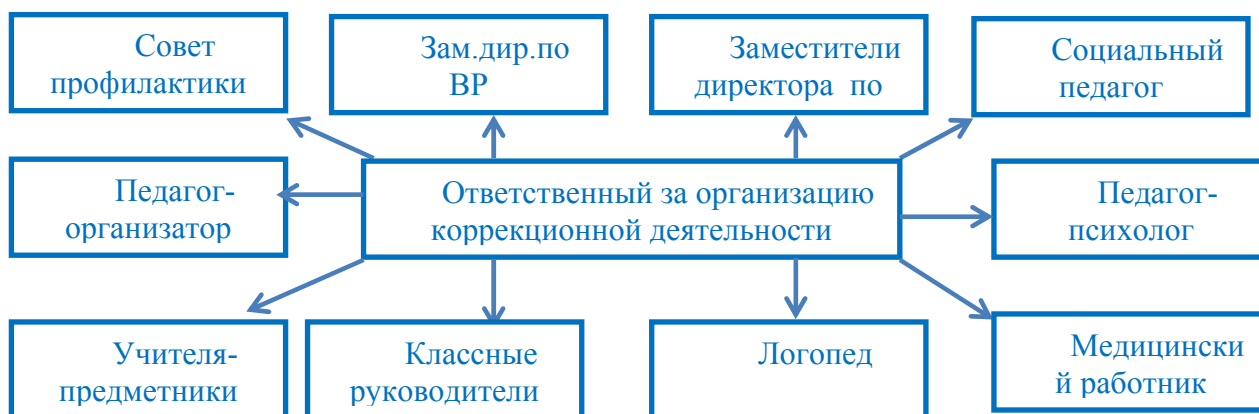 Совет
профилактики
Зам.дир.по
ВР
Заместители
директора по
Социальный
педагог
Педагог-
организатор
Ответственный за организацию
коррекционной деятельности
Педагог-
психолог
Учителя-
предметники
Классные
руководители
Логопед
Медицински
й работник